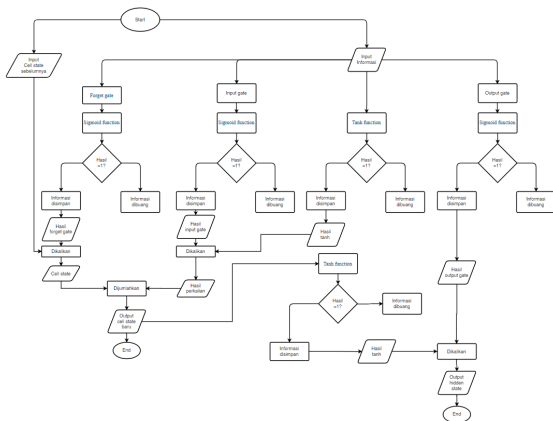 Start
Input
Cell state
sebelumnya
Input
Informasi
Forget gate
Input gate
Output gate
Sigmoid function
Sigmoid function
Tank function
Sigmoid function
Hasil
=1?
Hasil
=1?
Hasil
=1?
Hasil
=1?
Informasi
disimpan
Informasi
dibuang
Informasi
disimpan
Informasi
dibuang
Informasi
disimpan
Informasi
dibuang
Informasi
disimpan
Informasi
dibuang
Hasil
forget gate
Hasil
input gate
Hasil
tanh
Dikalikan
Dikalikan
Cell state
Hasil
perkalian
Tank function
Hasil
output gate
Dijumlahkan
Hasil
=1?
Informasi
dibuang
Output
cell state
baru
End
Informasi
disimpan
Hasil
tanh
Dikalikan
Output
hidden
state
End